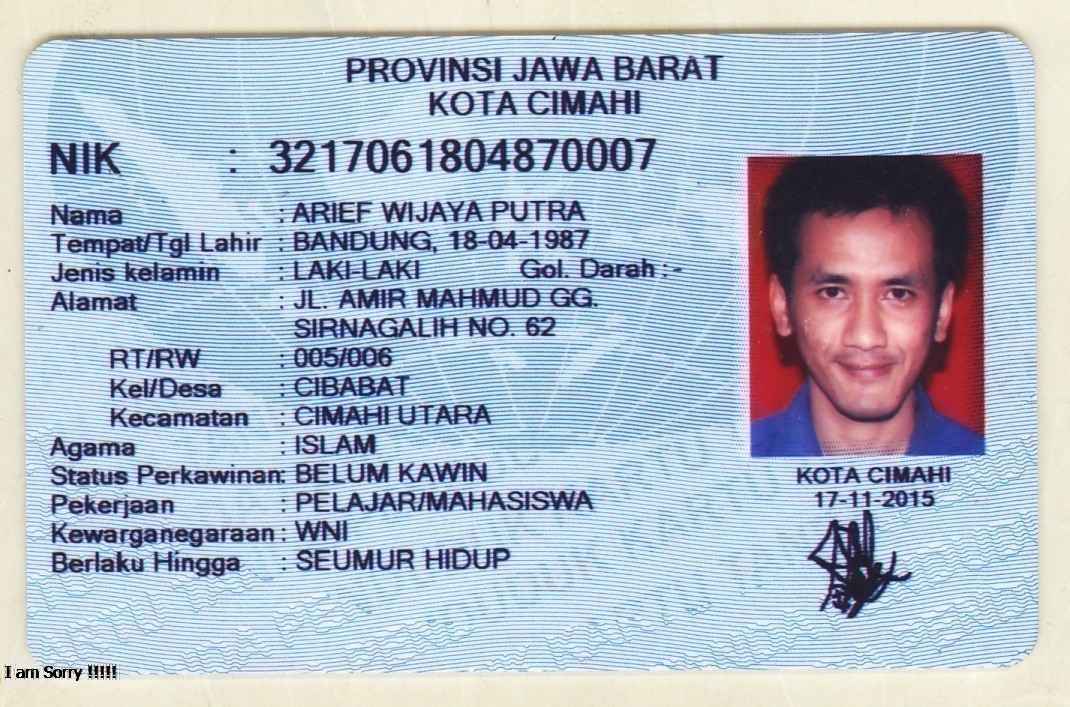 PROVINSI JAWA BARAT
KOTA CIMAHI
NIK : 3217061804870007
Nama : ARIEF WIJAYA PUTRA
Tempat/Tgl Lahir : BANDUNG, 18-04-1987
Jenis kelamin : LAKI-LAKI Gol. Darah :-
Alamat : JL. AMIR MAHMUD GG.
SIRNAGALIH NO. 62
RT/RW : 005/006
Kel/Desa : CIBABAT
Kecamatan : CIMAHI UTARA
Agama : ISLAM
Status Perkawinan: BELUM KAWIN
Pekerjaan : PELAJAR/MAHASISWA
Kewarganegaraan : WNI
Berlaku Hingga : SEUMUR HIDUP
KOTA CIMAHI
17-11-2015
I am Sorry !!!!!